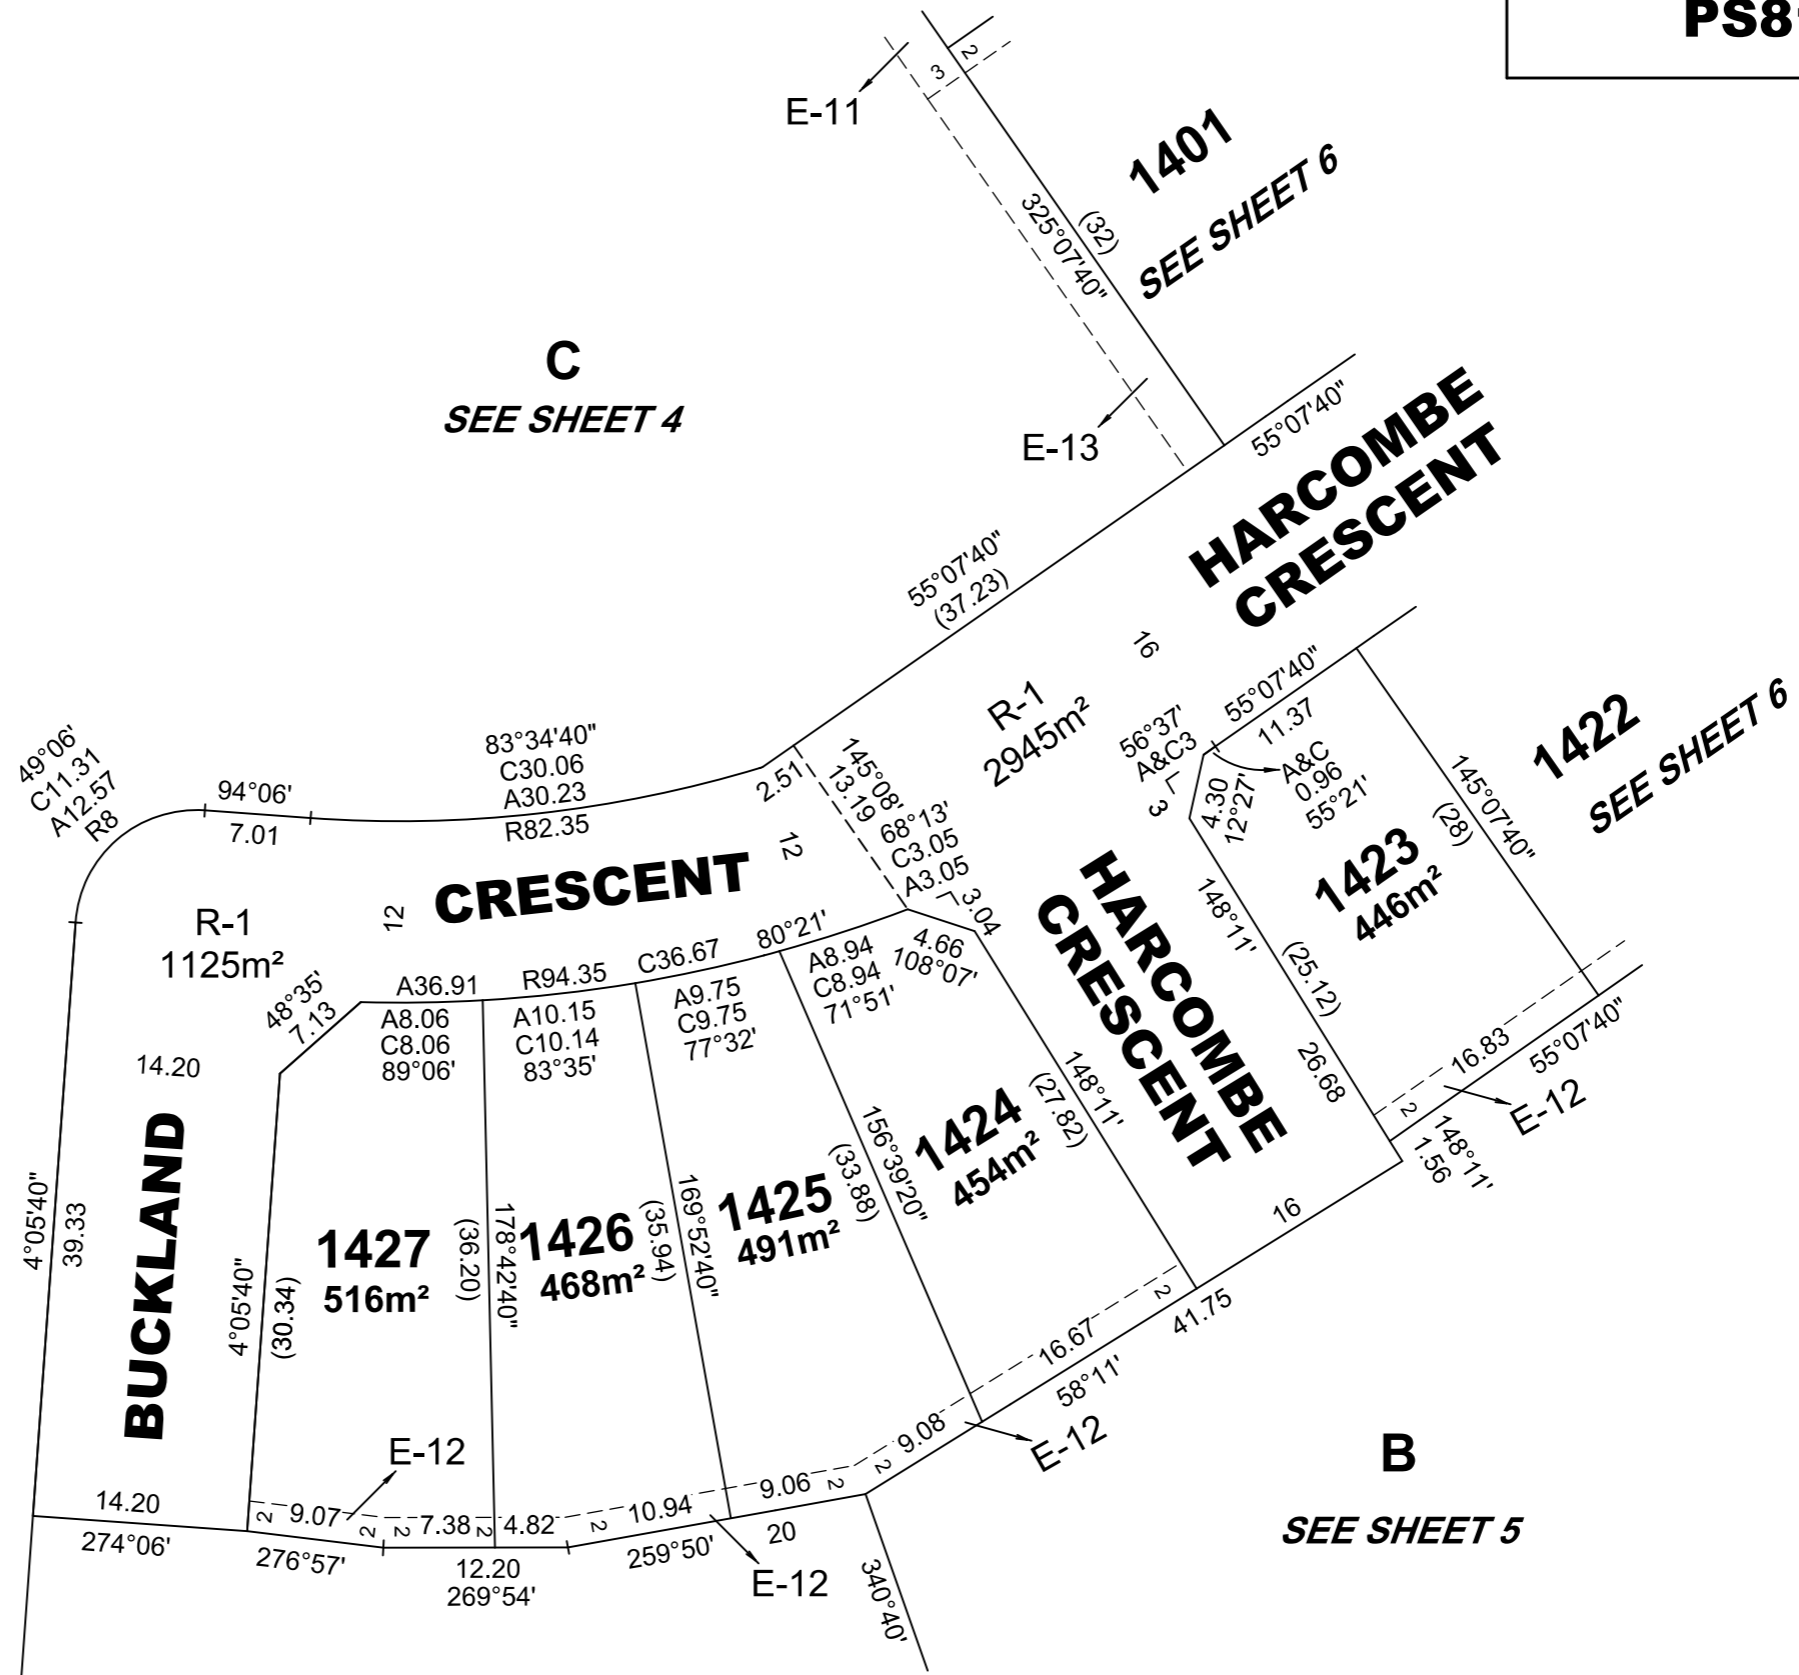 PS81
E-11
2
3
1401
SEE SHEET 6
(32)
325°07'40"
C
SEE SHEET 4
E-13
55°07'40"
HARCOMBE
CRESCENT
55°07'40"
(37.23)
16
R-1
2945m²
55°07'40"
11.37
56°37'
A&C3
3
4.30
12°27'
A&C
0.96
55°21'
1422
SEE SHEET 6
145°07'40"
(28)
1423
446m²
49°06'
C11.31
A12.57
R8
94°06'
7.01
83°34'40"
C30.06
A30.23
R82.35
2.51
145°08'
13.19
68°13'
C3.05
A3.05
3.04
12
CRESCENT
12
R-1
1125m²
A36.91
R94.35
C36.67
80°21'
4.66
108°07'
48°35'
7.13
A8.06
C8.06
89°06'
A10.15
C10.14
83°35'
A9.75
C9.75
77°32'
A8.94
C8.94
71°51'
HARCOMBE
CRESCENT
148°11'
(25.12)
26.68
16.83
55°07'40"
2
E-12
148°11'
1.56
14.20
BUCKLAND
4°05'40"
39.33
4°05'40"
(30.34)
1427
516m²
(36.20)
178°42'40"
1426
468m²
(35.94)
169°52'40"
1425
491m²
(33.88)
156°39'20"
1424
454m²
(27.82)
148°11'
16
2
41.75
16.67
58°11'
E-12
9.08
2
B
SEE SHEET 5
E-12
14.20
274°06'
2
9.07
2
276°57'
2
7.38
2
4.82
12.20
269°54'
2
10.94
259°50'
9.06
2
20
E-12
340°40'